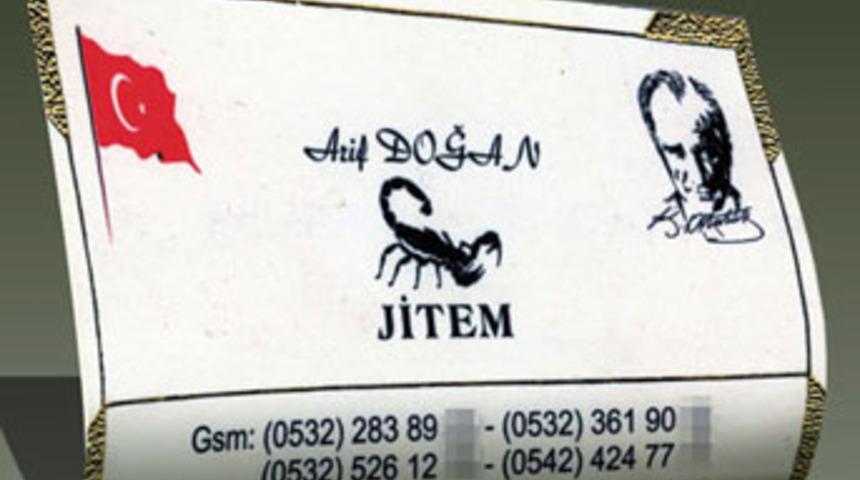 Arif DOĞAN
JİTEM
Gsm: (0532) 283 89 - (0532) 361 90
(0532) 526 12 - (0542) 424 77